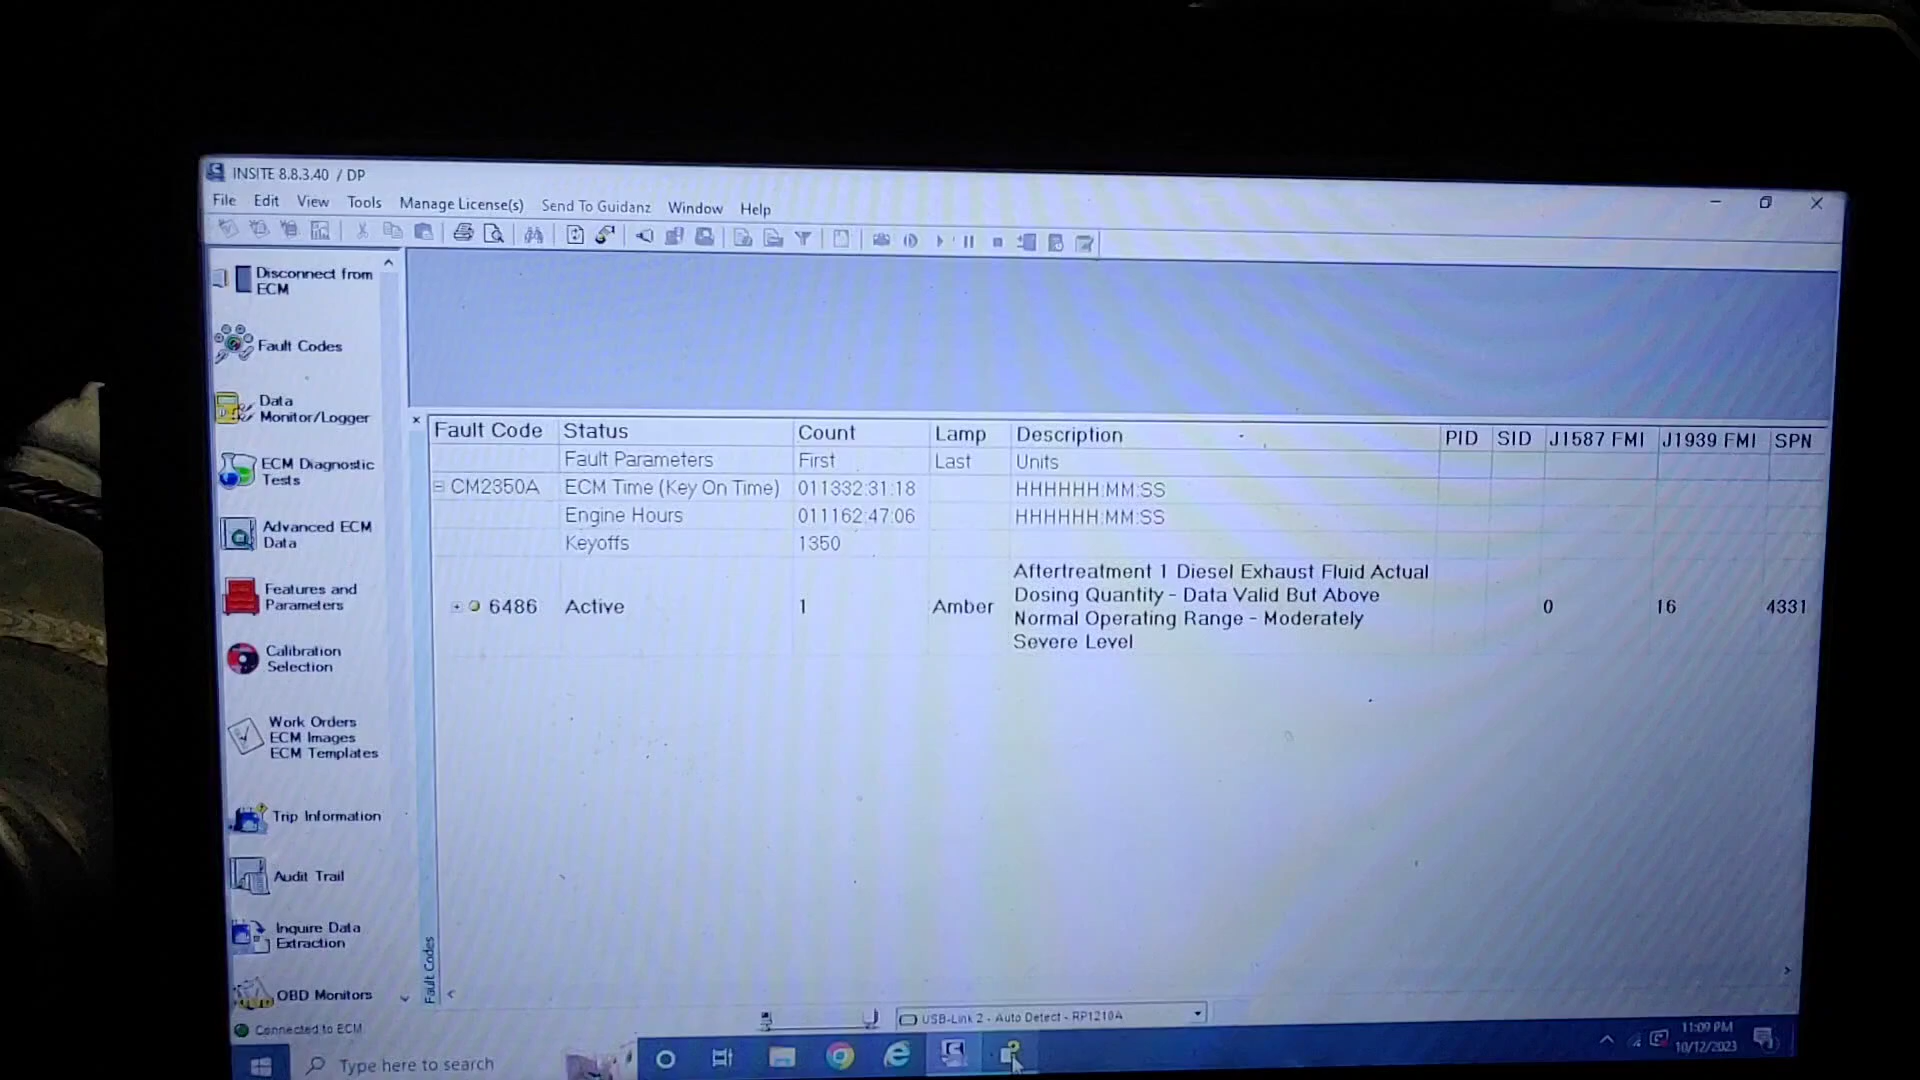 INSITE 8.8.3.40 / DP
File Edit View Tools Manage License(s) Send To Guidanz Window Help
Disconnect from
ECM
Fault Codes
Data
Monitor/Logger
ECM Diagnostic
Tests
Advanced ECM
Data
Features and
Parameters
Calibration
Selection
Work Orders
ECM Images
ECM Templates
Trip Information
Audit Trail
Inquire Data
Extraction
OBD Monitors
Connected to ECM
Fault Codes
Fault Code Status Count Lamp Description PID SID J1587 FMI J1939 FMI SPN
Fault Parameters First Last Units
CM2350A ECM Time (Key On Time) 011332:31:18 HHHHHH:MM:SS
Engine Hours 011162:47:06 HHHHHH:MM:SS
Keyoffs 1350
Aftertreatment 1 Diesel Exhaust Fluid Actual
Dosing Quantity - Data Valid But Above
6486 Active 1 Amber Normal Operating Range - Moderately 0 16 4331
Severe Level
USB-Link 2 - Auto Detect - RP1210A
Type here to search
11:09 PM
10/12/2023